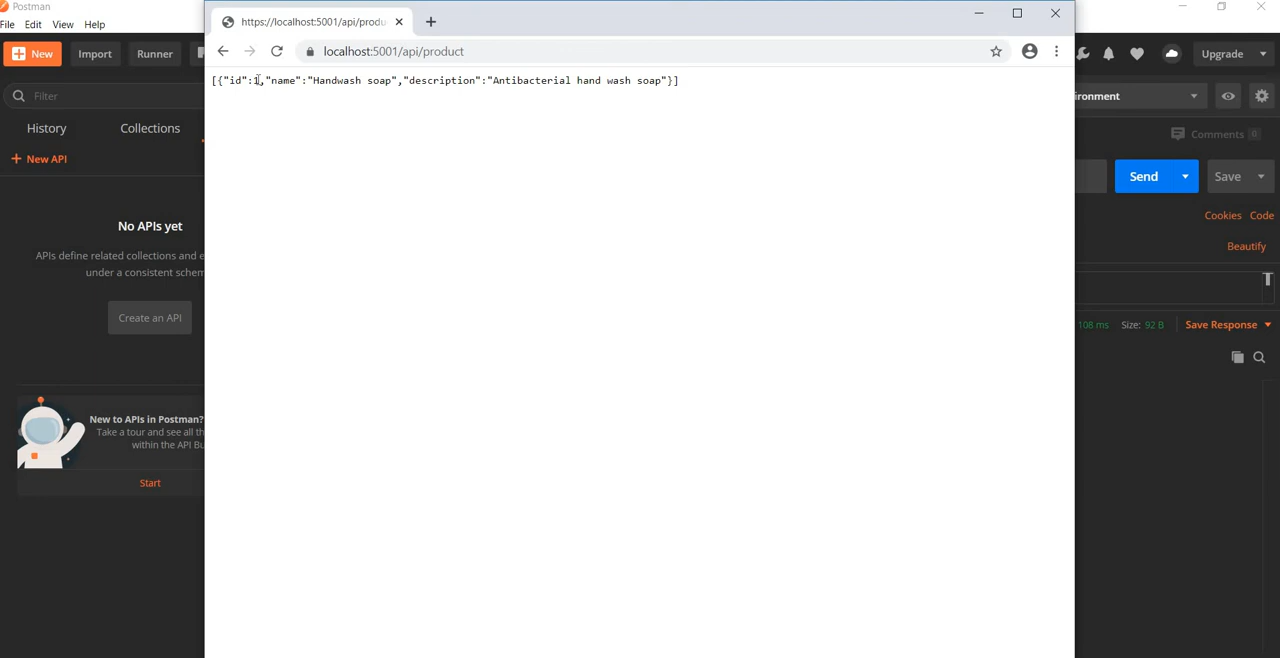 Postman
File Edit View Help
New Import Runner
Filter
History Collections
New API
No APIs yet
APIs define related collections and e
under a consistent schem
Create an API
New to APIs in Postman?
Take a tour and see all th
within the API Bu
Start
https://localhost:5001/api/produ
localhost:5001/api/product
[{"id":1,"name":"Handwash soap","description":"Antibacterial hand wash soap"}]
Upgrade
ironment
Comments 0
Send Save
Cookies Code
Beautify
108 ms Size: 92 B Save Response